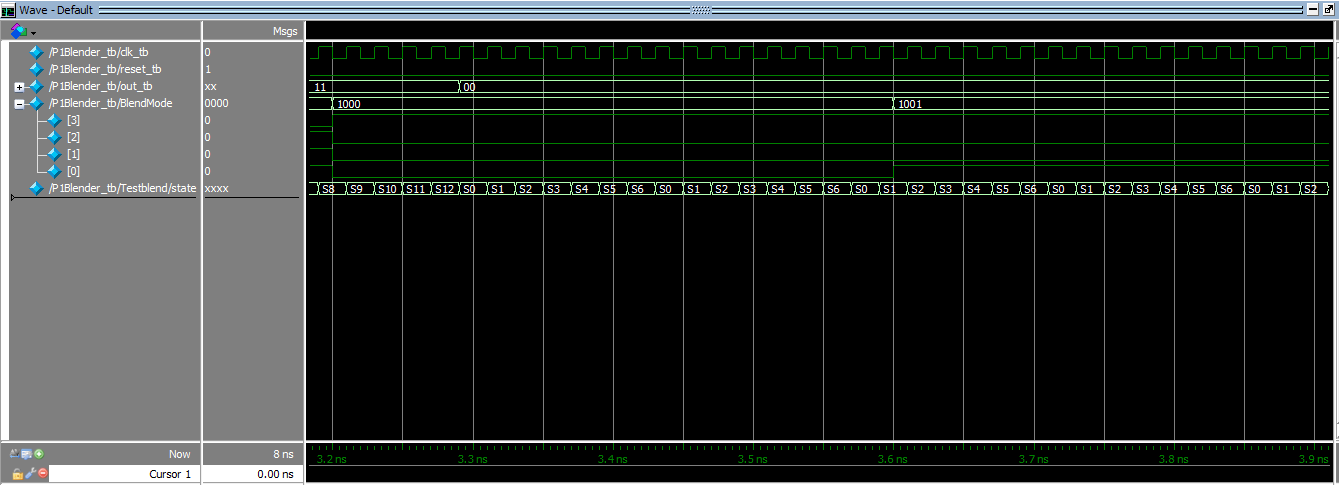 Wave - Default
Msgs
/P1Blender_tb/clk_tb 0
/P1Blender_tb/reset_tb 1
/P1Blender_tb/out_tb xx 11 00
/P1Blender_tb/BlendMode 0000 1000 1001
[3] 0
[2] 0
[1] 0
[0] 0
/P1Blender_tb/Testblend/state xxxx S8 S9 S10 S11 S12 S0 S1 S2 S3 S4 S5 S6 S0 S1 S2 S3 S4 S5 S6 S0 S1 S2 S3 S4 S5 S6 S0 S1 S2 S3 S4 S5 S6 S0 S1 S2
Now 8 ns
3.2 ns 3.3 ns 3.4 ns 3.5 ns 3.6 ns 3.7 ns 3.8 ns 3.9 ns
Cursor 1 0.00 ns